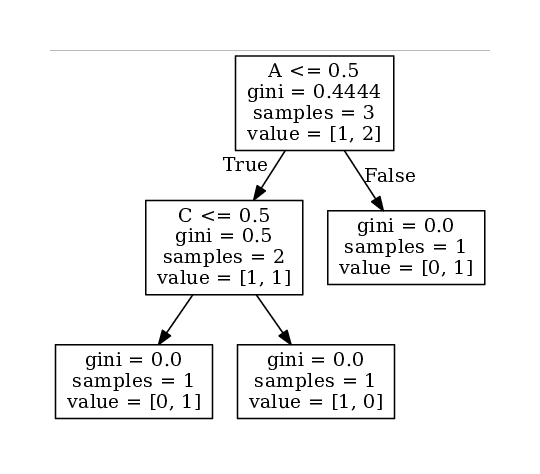 A <= 0.5
gini = 0.4444
samples = 3
value = [1, 2]
True
False
C <= 0.5
gini = 0.5
samples = 2
value = [1, 1]
gini = 0.0
samples = 1
value = [0, 1]
gini = 0.0
samples = 1
value = [0, 1]
gini = 0.0
samples = 1
value = [1, 0]